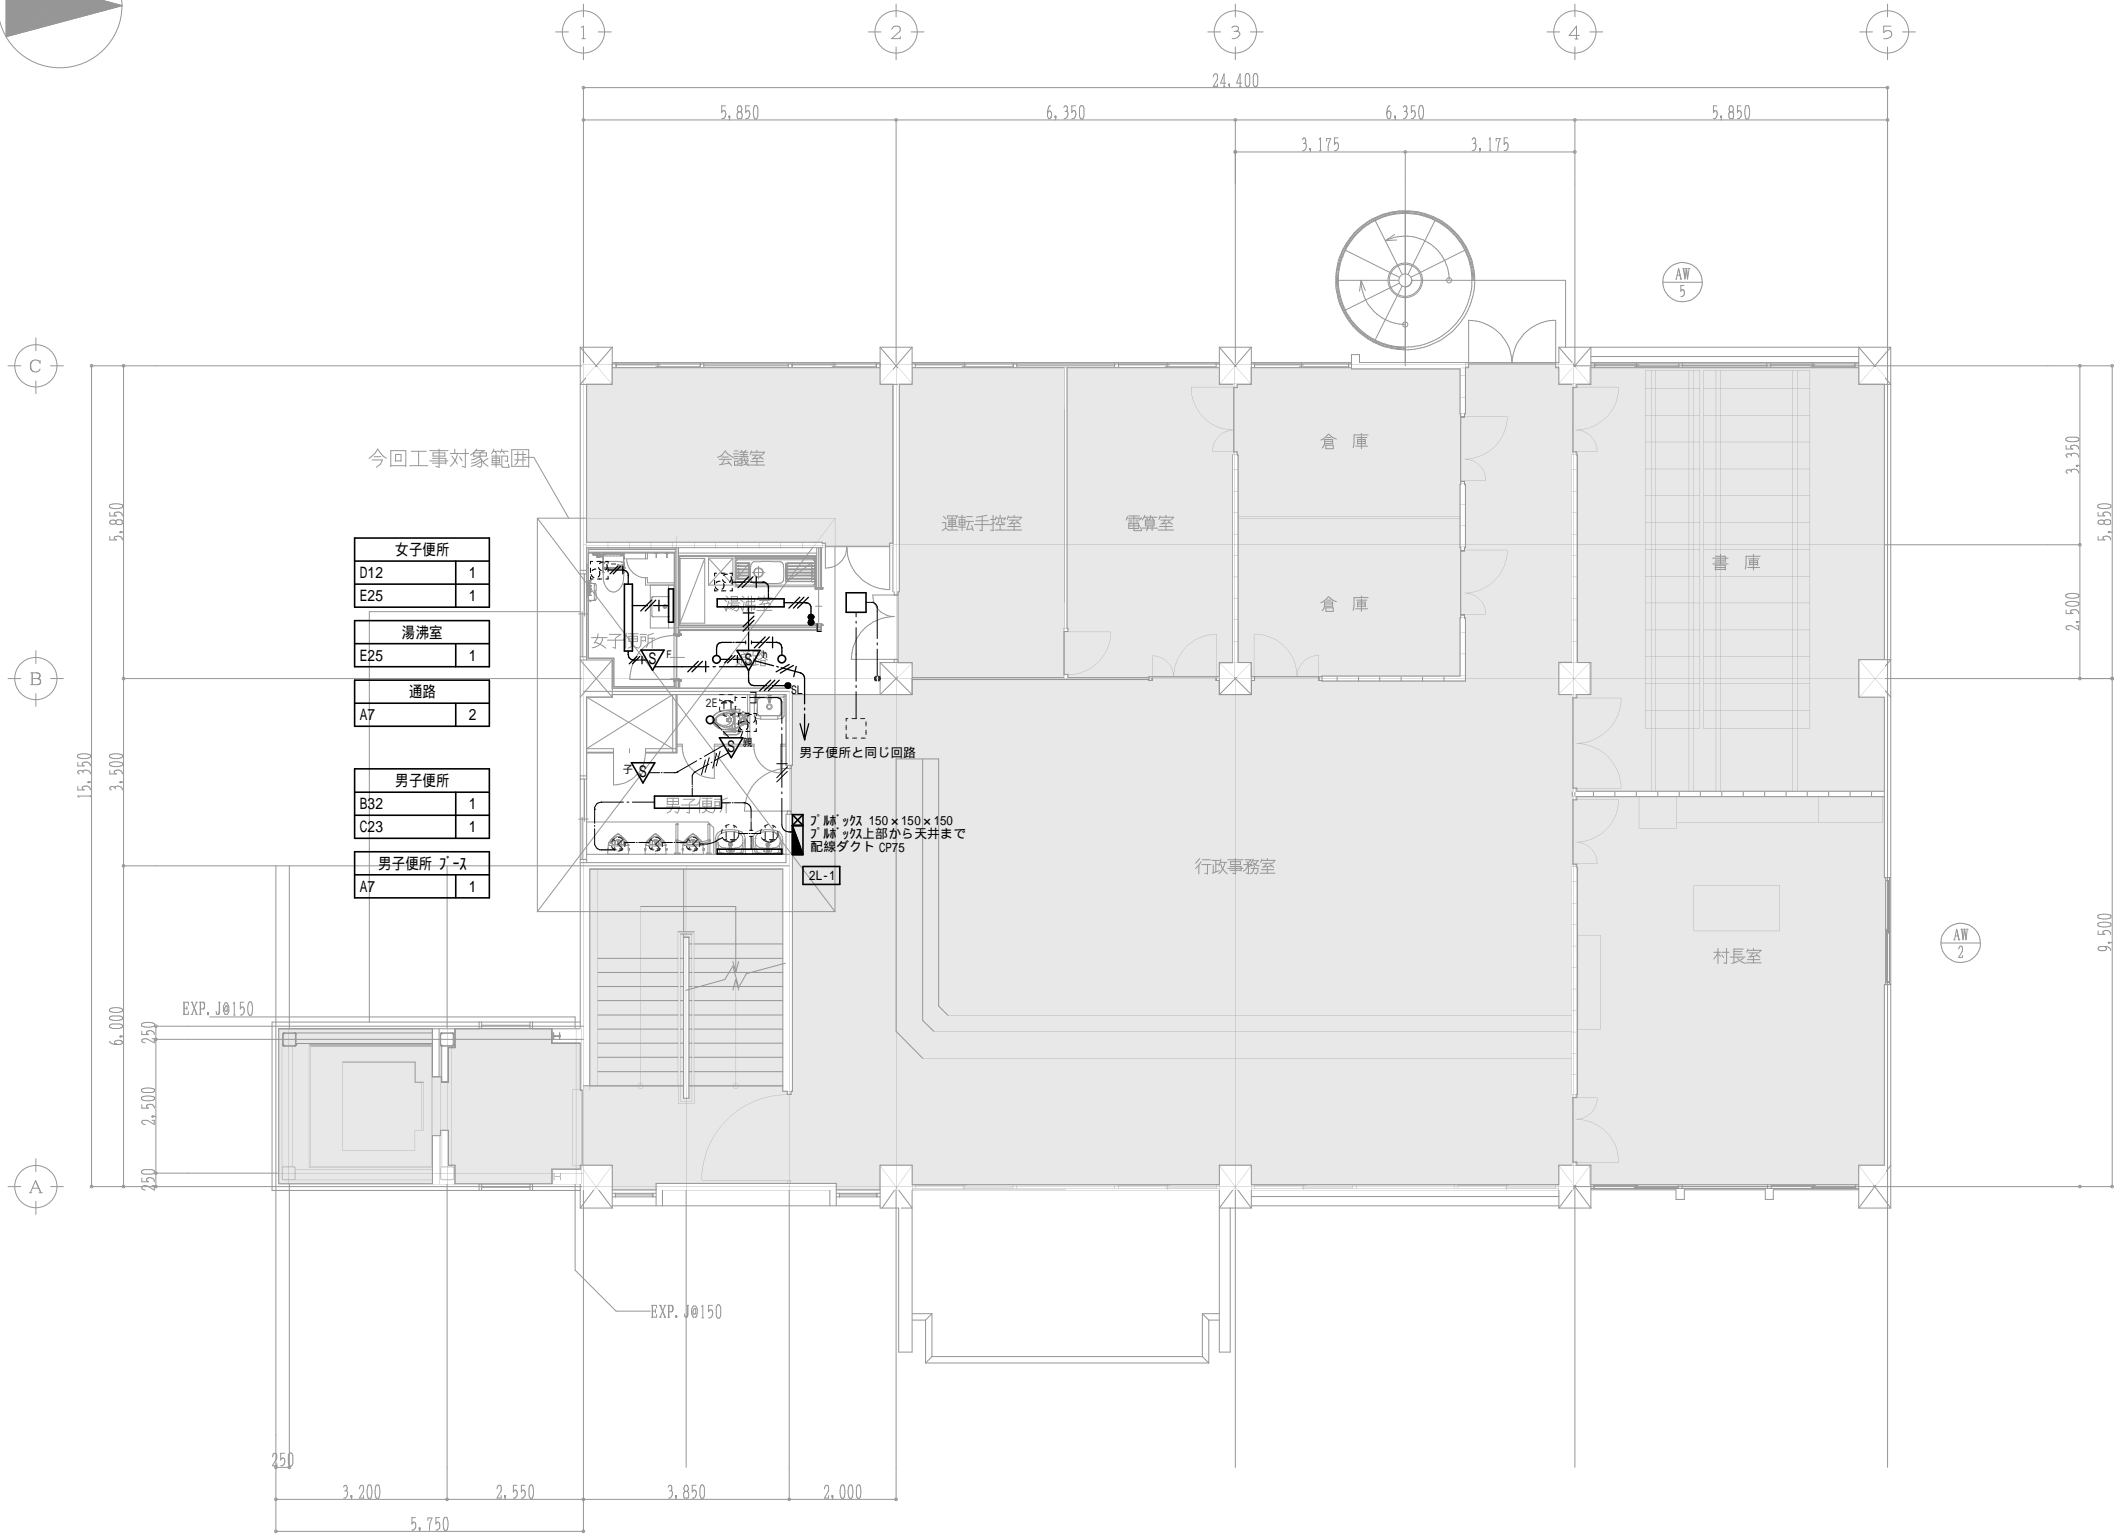 1
2
3
4
5
24,400
5,850
6,350
6,350
5,850
3,175
3,175
AW
5
C
今回工事対象範囲
会議室
倉 庫
運転手控室
電算室
書 庫
倉 庫
湯沸室
女子便所
5,850
3,350
5,850
2,500
女子便所
D12 1
E25 1
湯沸室
E25 1
通路
A7 2
男子便所
B32 1
C23 1
男子便所 ブース
A7 1
B
S
F
S
SL
2E
S
親
子
S
男子便所と同じ回路
男子便所
プルボックス 150×150×150
プルボックス上部から天井まで
配線ダクト CP75
2L-1
15,350
3,500
行政事務室
村長室
AW
2
9,500
EXP.J@150
6,000
250
2,500
250
A
EXP.J@150
250
3,200
2,550
3,850
2,000
5,750